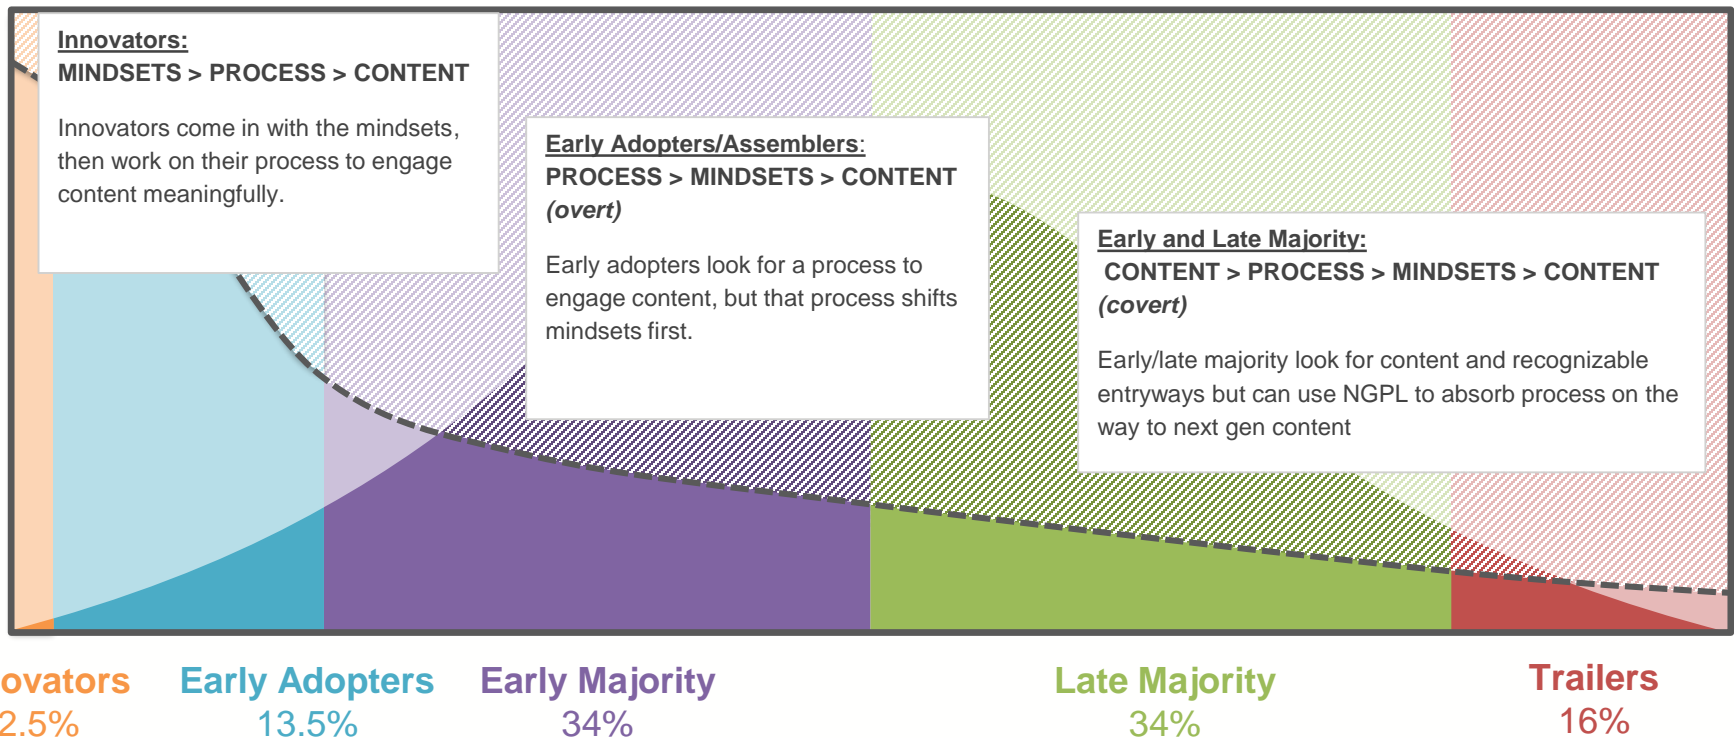 Innovators:
MINDSETS > PROCESS > CONTENT
Innovators come in with the mindsets,
then work on their process to engage
content meaningfully.
Early Adopters/Assemblers:
PROCESS > MINDSETS > CONTENT
(overt)
Early adopters look for a process to
engage content, but that process shifts
mindsets first.
Early and Late Majority:
CONTENT > PROCESS > MINDSETS > CONTENT
(covert)
Early/late majority look for content and recognizable
entryways but can use NGPL to absorb process on the
way to next gen content
ovators
2.5%
Early Adopters
13.5%
Early Majority
34%
Late Majority
34%
Trailers
16%